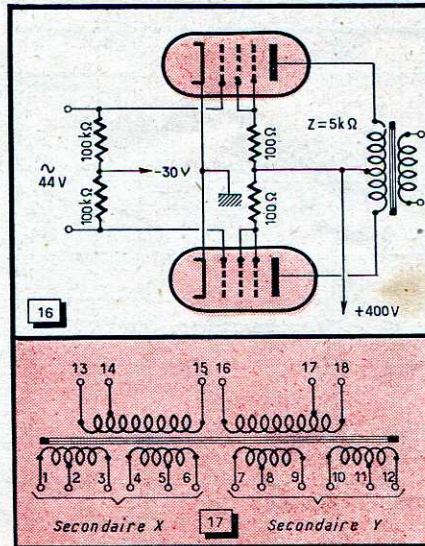 Z = 5kΩ
100kΩ
100Ω
∿
44V
-30V
100kΩ
100Ω
+400V
16
13 14 15 16 17 18
1 2 3 4 5 6 7 8 9 10 11 12
Secondaire X
17
Secondaire Y